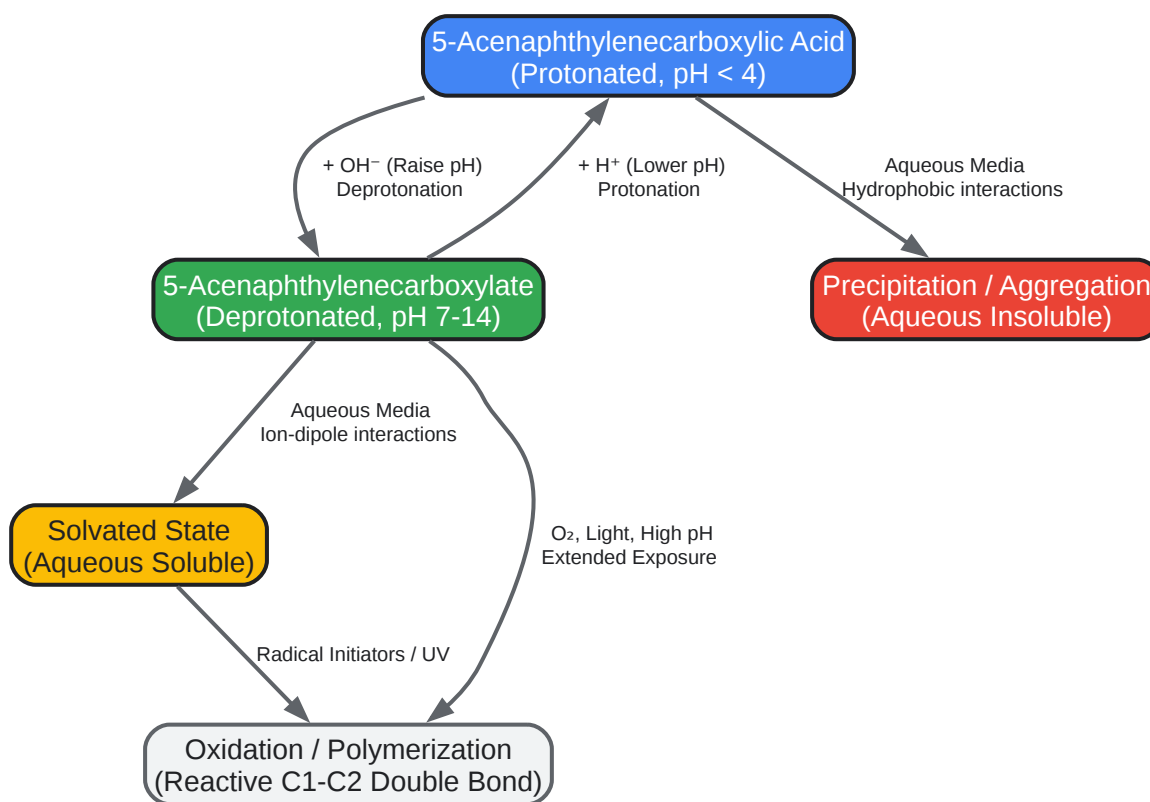 5-Acenaphthylenecarboxylic Acid
(Protonated, pH < 4)
+ OH⁻ (Raise pH)
Deprotonation
+ H⁺ (Lower pH)
Protonation
Aqueous Media
Hydrophobic interactions
5-Acenaphthylenecarboxylate
(Deprotonated, pH 7-14)
Precipitation / Aggregation
(Aqueous Insoluble)
Aqueous Media
Ion-dipole interactions
Solvated State
(Aqueous Soluble)
O₂, Light, High pH
Extended Exposure
Radical Initiators / UV
Oxidation / Polymerization
(Reactive C1-C2 Double Bond)